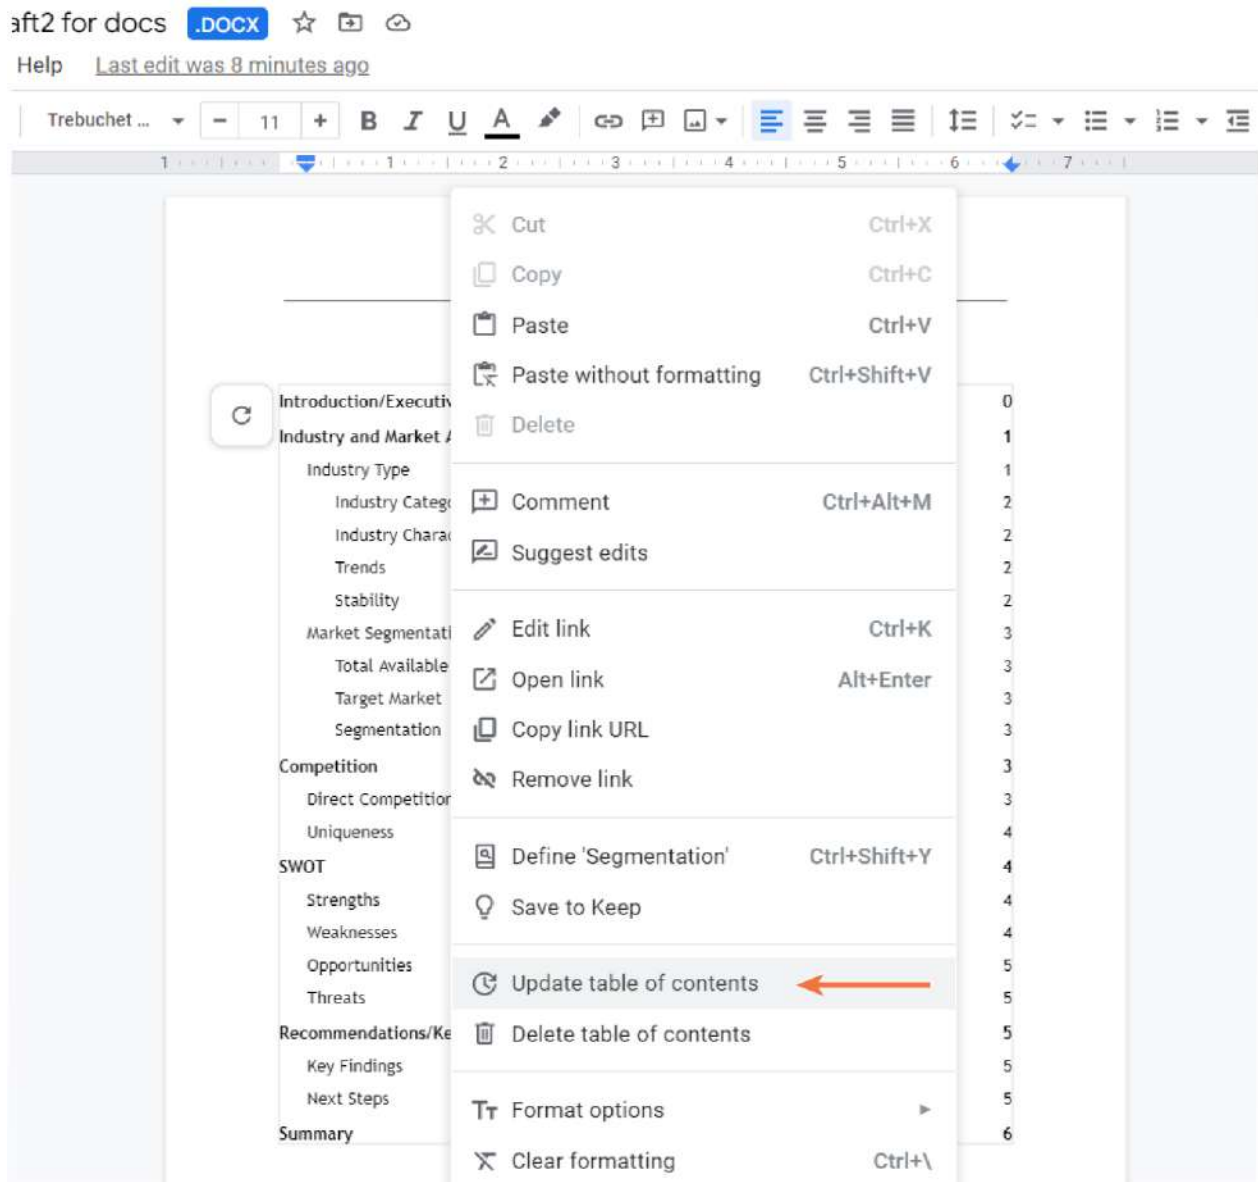 aft2 for docs .DOCX
Help Last edit was 8 minutes ago
Trebuchet ... − 11 + B I U A
1 1 2 3 4 5 6 7
Cut Ctrl+X
Copy Ctrl+C
Paste Ctrl+V
Paste without formatting Ctrl+Shift+V
Delete
Comment Ctrl+Alt+M
Suggest edits
Edit link Ctrl+K
Open link Alt+Enter
Copy link URL
Remove link
Define 'Segmentation' Ctrl+Shift+Y
Save to Keep
Update table of contents
Delete table of contents
Format options
Clear formatting Ctrl+\
Introduction/Executiv 0
Industry and Market A 1
Industry Type 1
Industry Catego 2
Industry Charac 2
Trends 2
Stability 2
Market Segmentati 3
Total Available 3
Target Market 3
Segmentation 3
Competition 3
Direct Competition 3
Uniqueness 4
SWOT 4
Strengths 4
Weaknesses 4
Opportunities 5
Threats 5
Recommendations/Ke 5
Key Findings 5
Next Steps 5
Summary 6